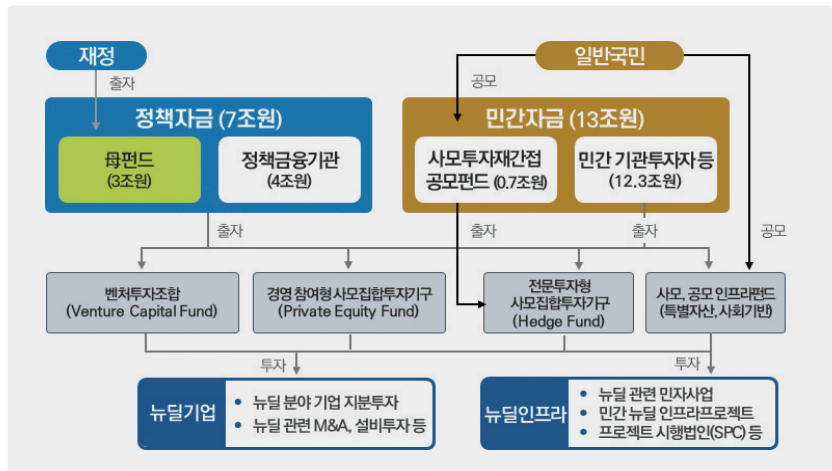 재정
일반국민
출자
공모
정책자금 (7조원)
민간자금 (13조원)
母펀드
(3조원)
정책금융기관
(4조원)
사모투자재간접
공모펀드 (0.7조원)
민간 기관투자자 등
(12.3조원)
출자
출자
출자
공모
벤처투자조합
(Venture Capital Fund)
경영 참여형 사모집합투자기구
(Private Equity Fund)
전문투자형
사모집합투자기구
(Hedge Fund)
사모, 공모 인프라펀드
(특별자산, 사회기반)
투자
투자
뉴딜기업
• 뉴딜 분야 기업 지분투자
• 뉴딜 관련 M&A, 설비투자 등
뉴딜인프라
• 뉴딜 관련 민자사업
• 민간 뉴딜 인프라프로젝트
• 프로젝트 시행법인(SPC) 등